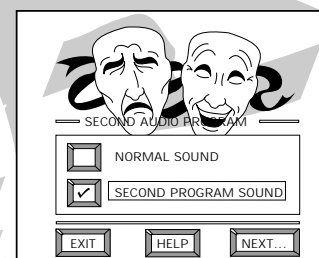 SECOND AUDIO PROGRAM
NORMAL SOUND
SECOND PROGRAM SOUND
EXIT HELP NEXT...